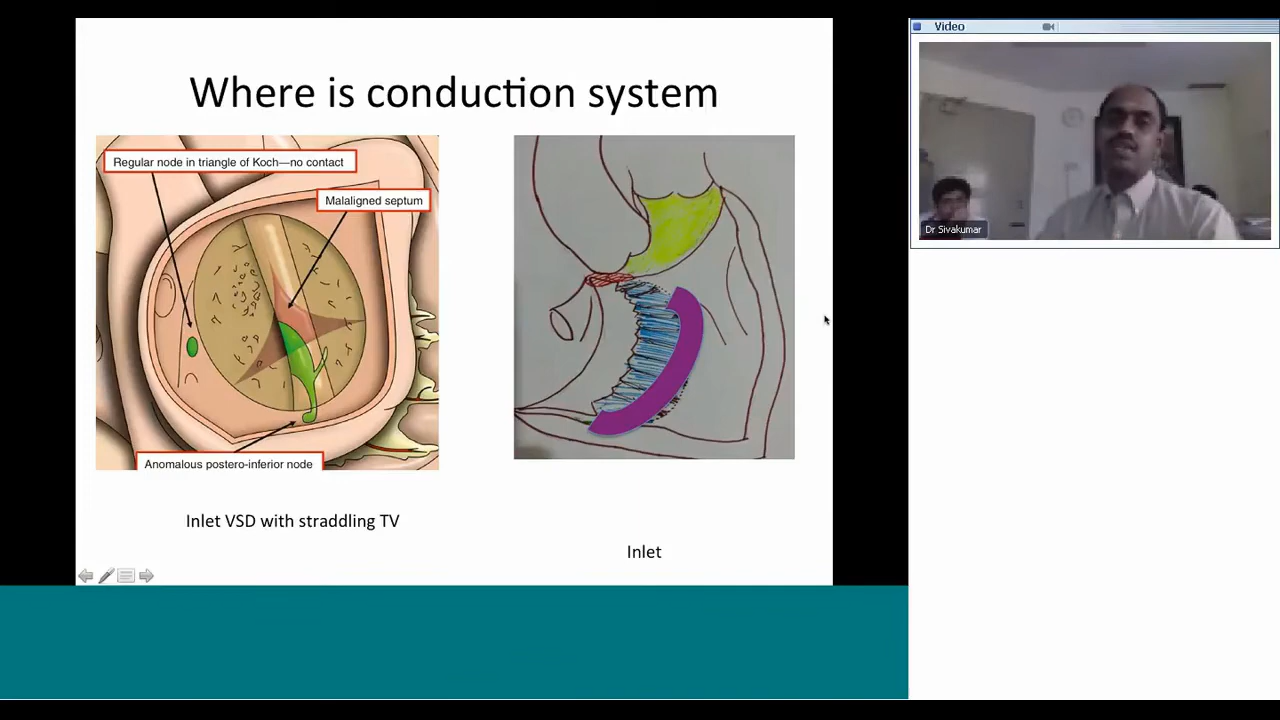 Where is conduction system
Regular node in triangle of Koch—no contact
Malaligned septum
Anomalous postero-inferior node
Inlet VSD with straddling TV
Inlet
Video
Dr Sivakumar